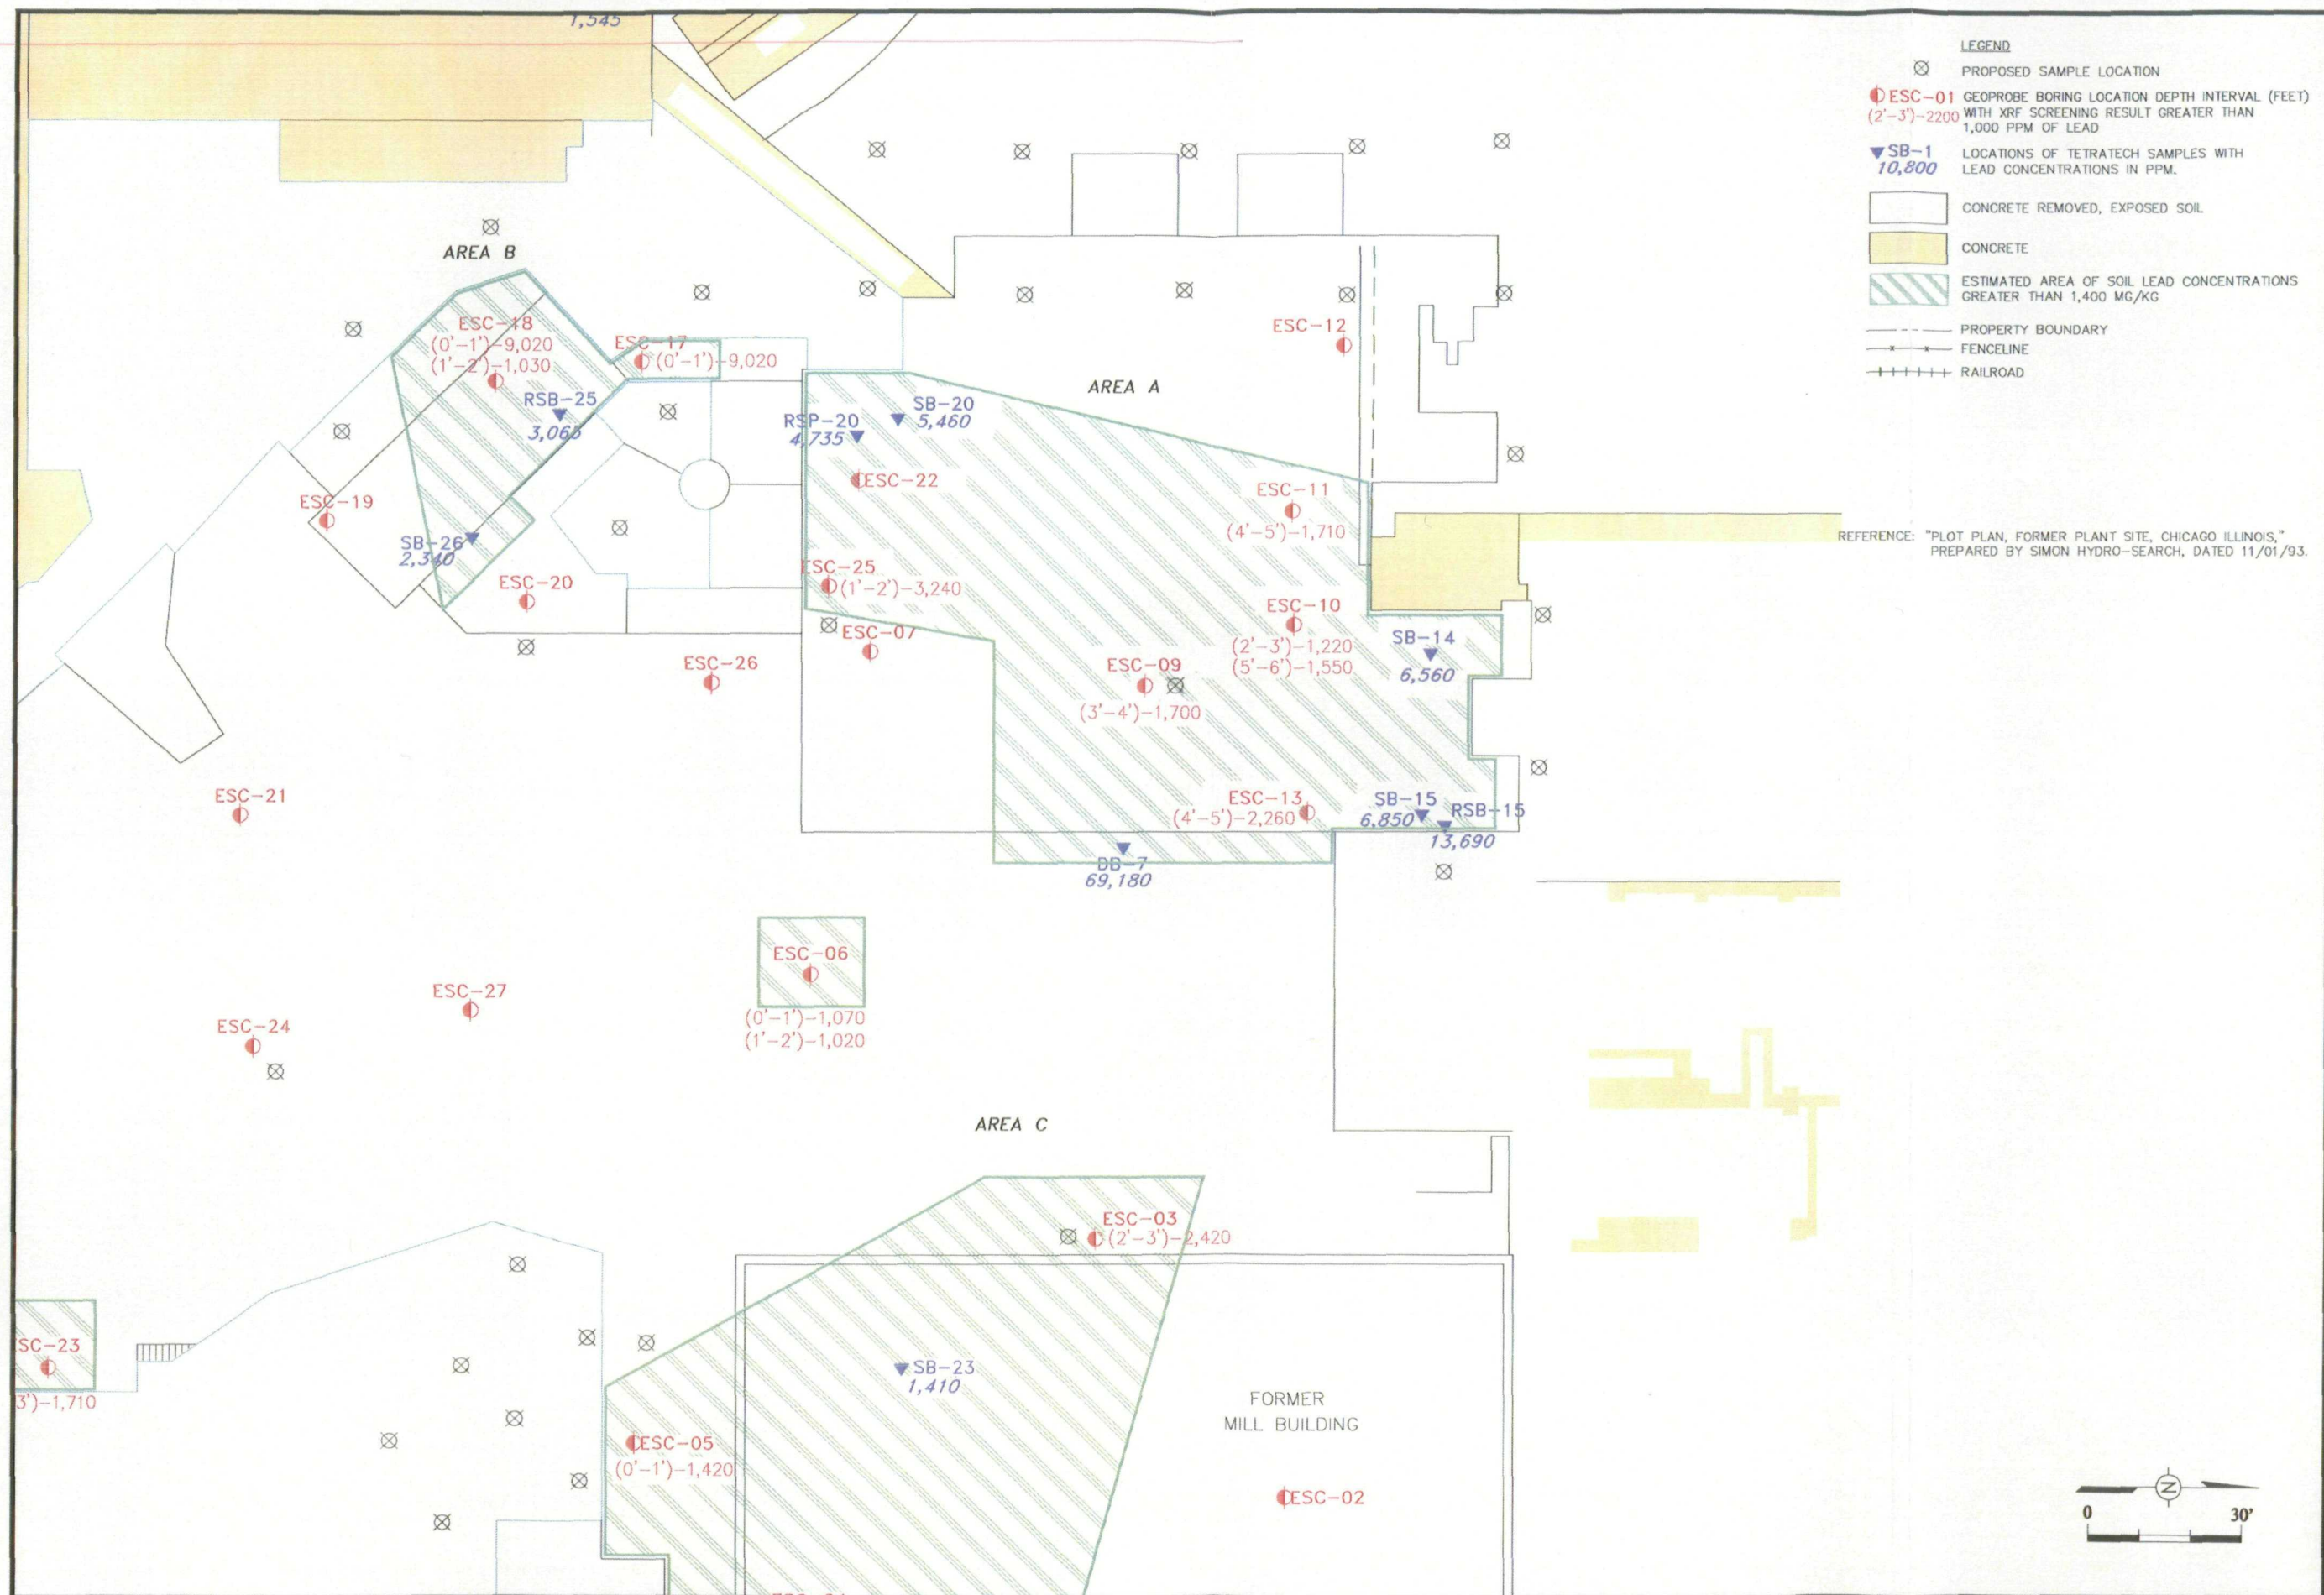 1,545
LEGEND
PROPOSED SAMPLE LOCATION
ESC-01 GEOPROBE BORING LOCATION DEPTH INTERVAL (FEET)
(2'-3')-2200 WITH XRF SCREENING RESULT GREATER THAN
1,000 PPM OF LEAD
SB-1 LOCATIONS OF TETRATECH SAMPLES WITH
10,800 LEAD CONCENTRATIONS IN PPM.
CONCRETE REMOVED, EXPOSED SOIL
CONCRETE
ESTIMATED AREA OF SOIL LEAD CONCENTRATIONS
GREATER THAN 1,400 MG/KG
PROPERTY BOUNDARY
FENCELINE
RAILROAD
REFERENCE: "PLOT PLAN, FORMER PLANT SITE, CHICAGO ILLINOIS,"
PREPARED BY SIMON HYDRO-SEARCH, DATED 11/01/93.
AREA B
ESC-18
(0'-1')-9,020
(1'-2')-1,030
ESC-17
(0'-1')-9,020
RSB-25
3,065
ESC-19
SB-26
2,340
ESC-20
AREA A
ESC-12
SB-20
5,460
RSP-20
4,735
ESC-22
ESC-11
(4'-5')-1,710
ESC-25
(1'-2')-3,240
ESC-07
ESC-26
ESC-10
(2'-3')-1,220
(5'-6')-1,550
SB-14
6,560
ESC-09
(3'-4')-1,700
ESC-13
(4'-5')-2,260
SB-15
6,850
RSB-15
13,690
DB-7
69,180
ESC-21
ESC-06
(0'-1')-1,070
(1'-2')-1,020
ESC-27
ESC-24
AREA C
ESC-03
(2'-3')-2,420
SC-23
3')-1,710
SB-23
1,410
FORMER
MILL BUILDING
ESC-05
(0'-1')-1,420
ESC-02
N
0 30'